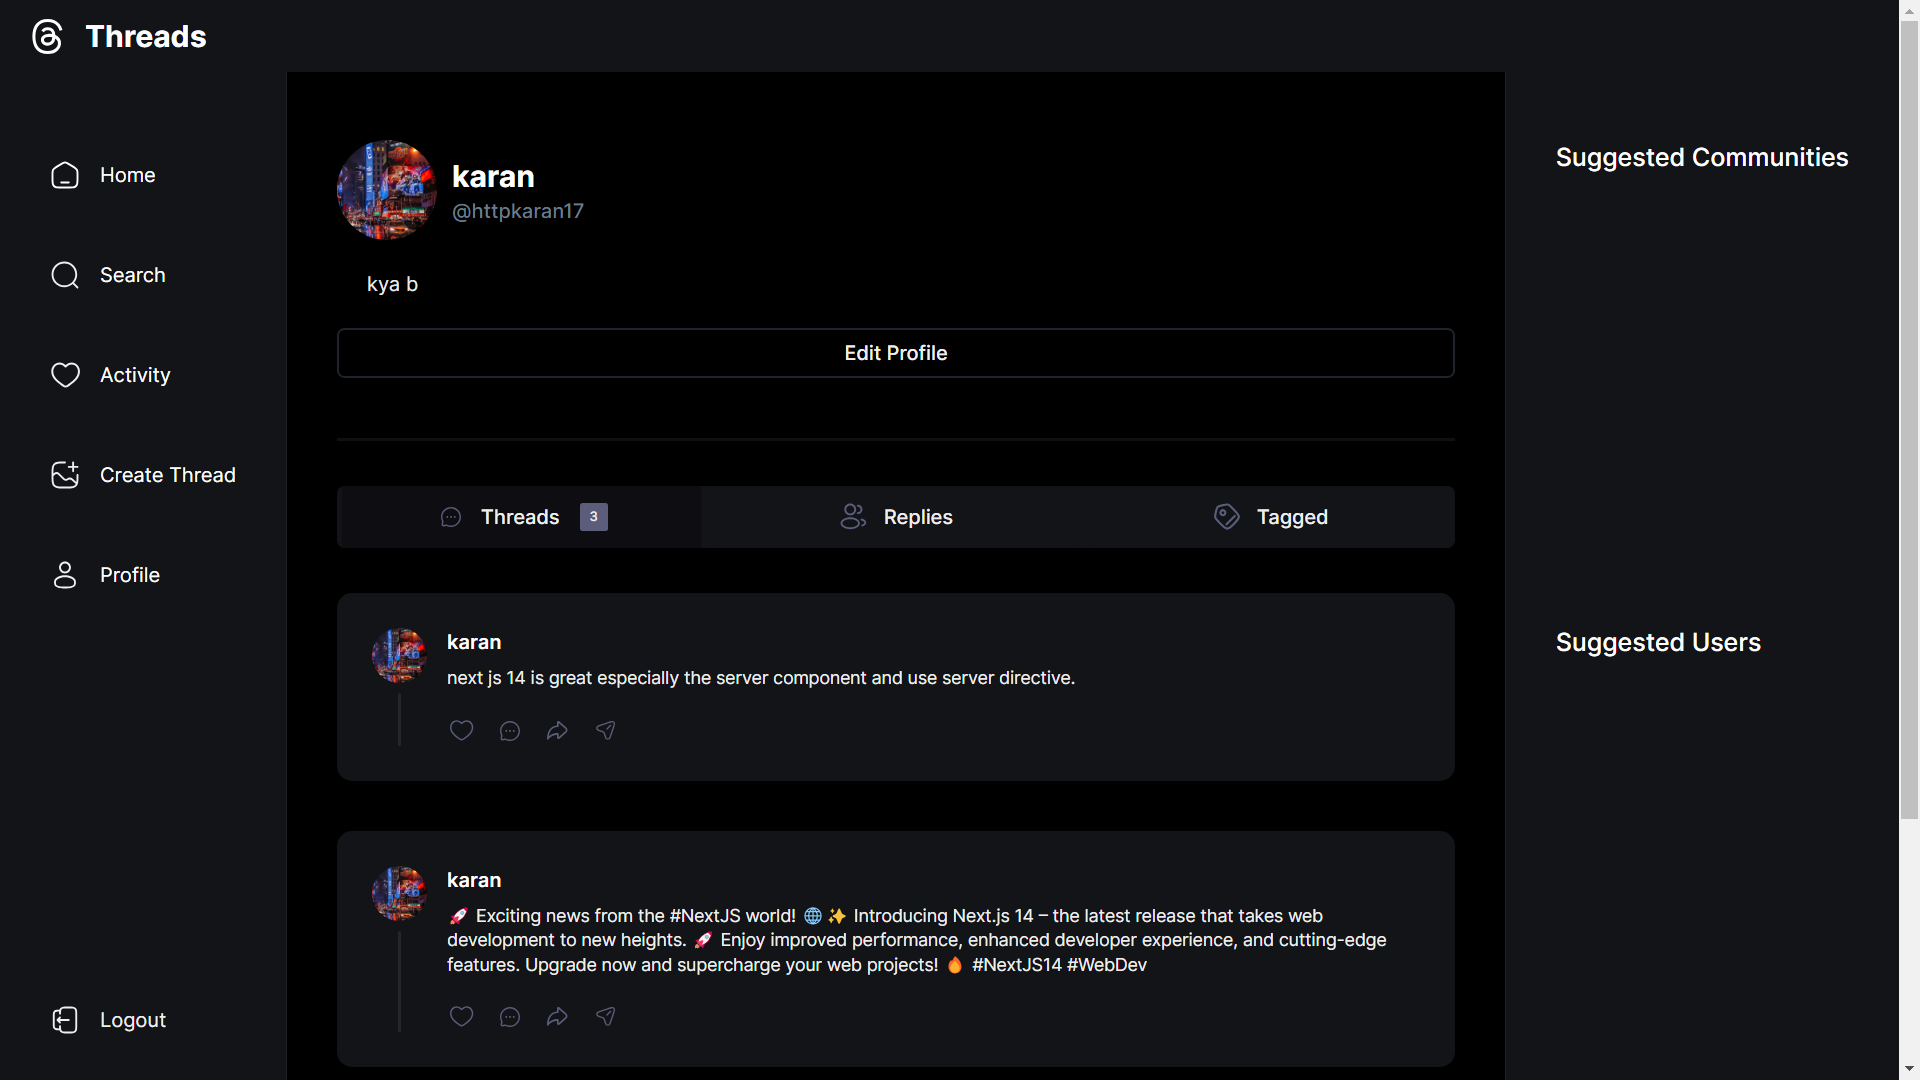 Threads
Home
Search
Activity
Create Thread
Profile
Logout
karan
@httpkaran17
kya b
Edit Profile
Threads 3
Replies
Tagged
karan
next js 14 is great especially the server component and use server directive.
karan
🚀 Exciting news from the #NextJS world! 🌐✨ Introducing Next.js 14 – the latest release that takes web
development to new heights. 🚀 Enjoy improved performance, enhanced developer experience, and cutting-edge
features. Upgrade now and supercharge your web projects! 🔥 #NextJS14 #WebDev
Suggested Communities
Suggested Users